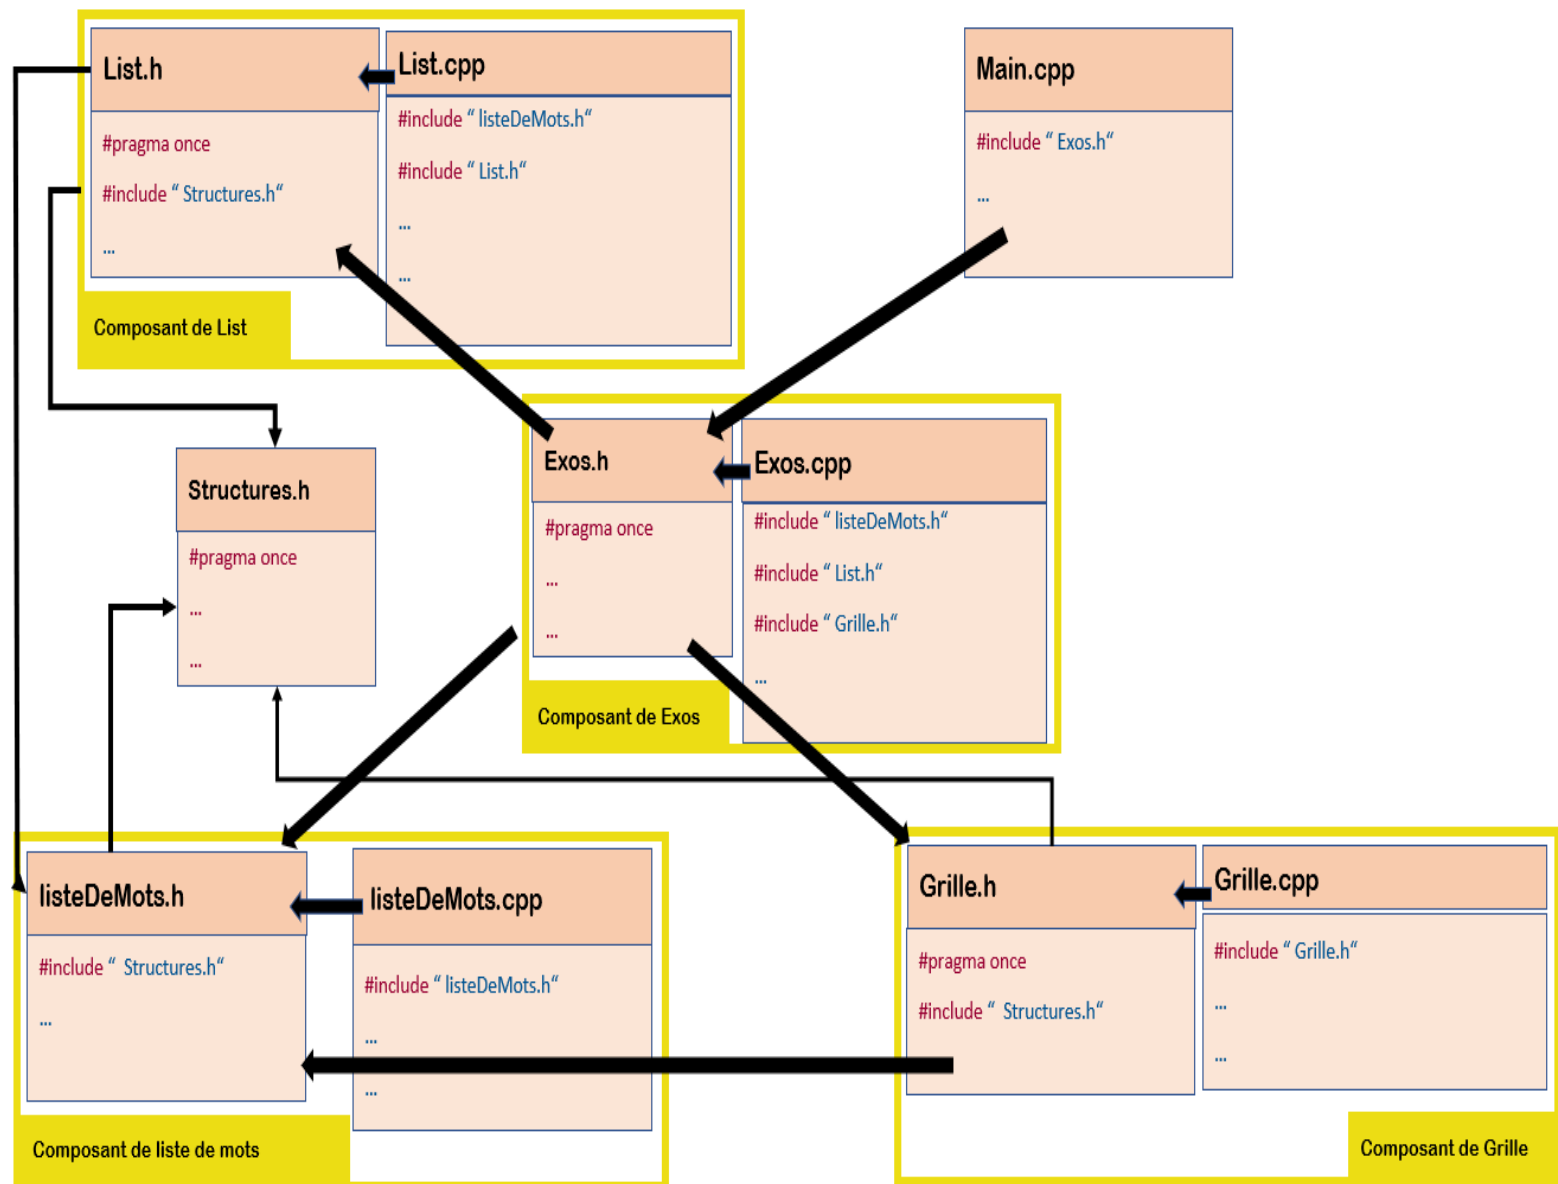 List.h
#pragma once
#include “ Structures.h“
...
List.cpp
#include “ listeDeMots.h“
#include “ List.h“
...
...
Composant de List
Main.cpp
#include “ Exos.h“
...
Structures.h
#pragma once
...
...
Exos.h
#pragma once
...
...
Exos.cpp
#include “ listeDeMots.h“
#include “ List.h“
#include “ Grille.h“
...
Composant de Exos
listeDeMots.h
#include “ Structures.h“
...
listeDeMots.cpp
#include “ listeDeMots.h“
...
...
Composant de liste de mots
Grille.h
#pragma once
#include “ Structures.h“
Grille.cpp
#include “ Grille.h“
...
...
Composant de Grille